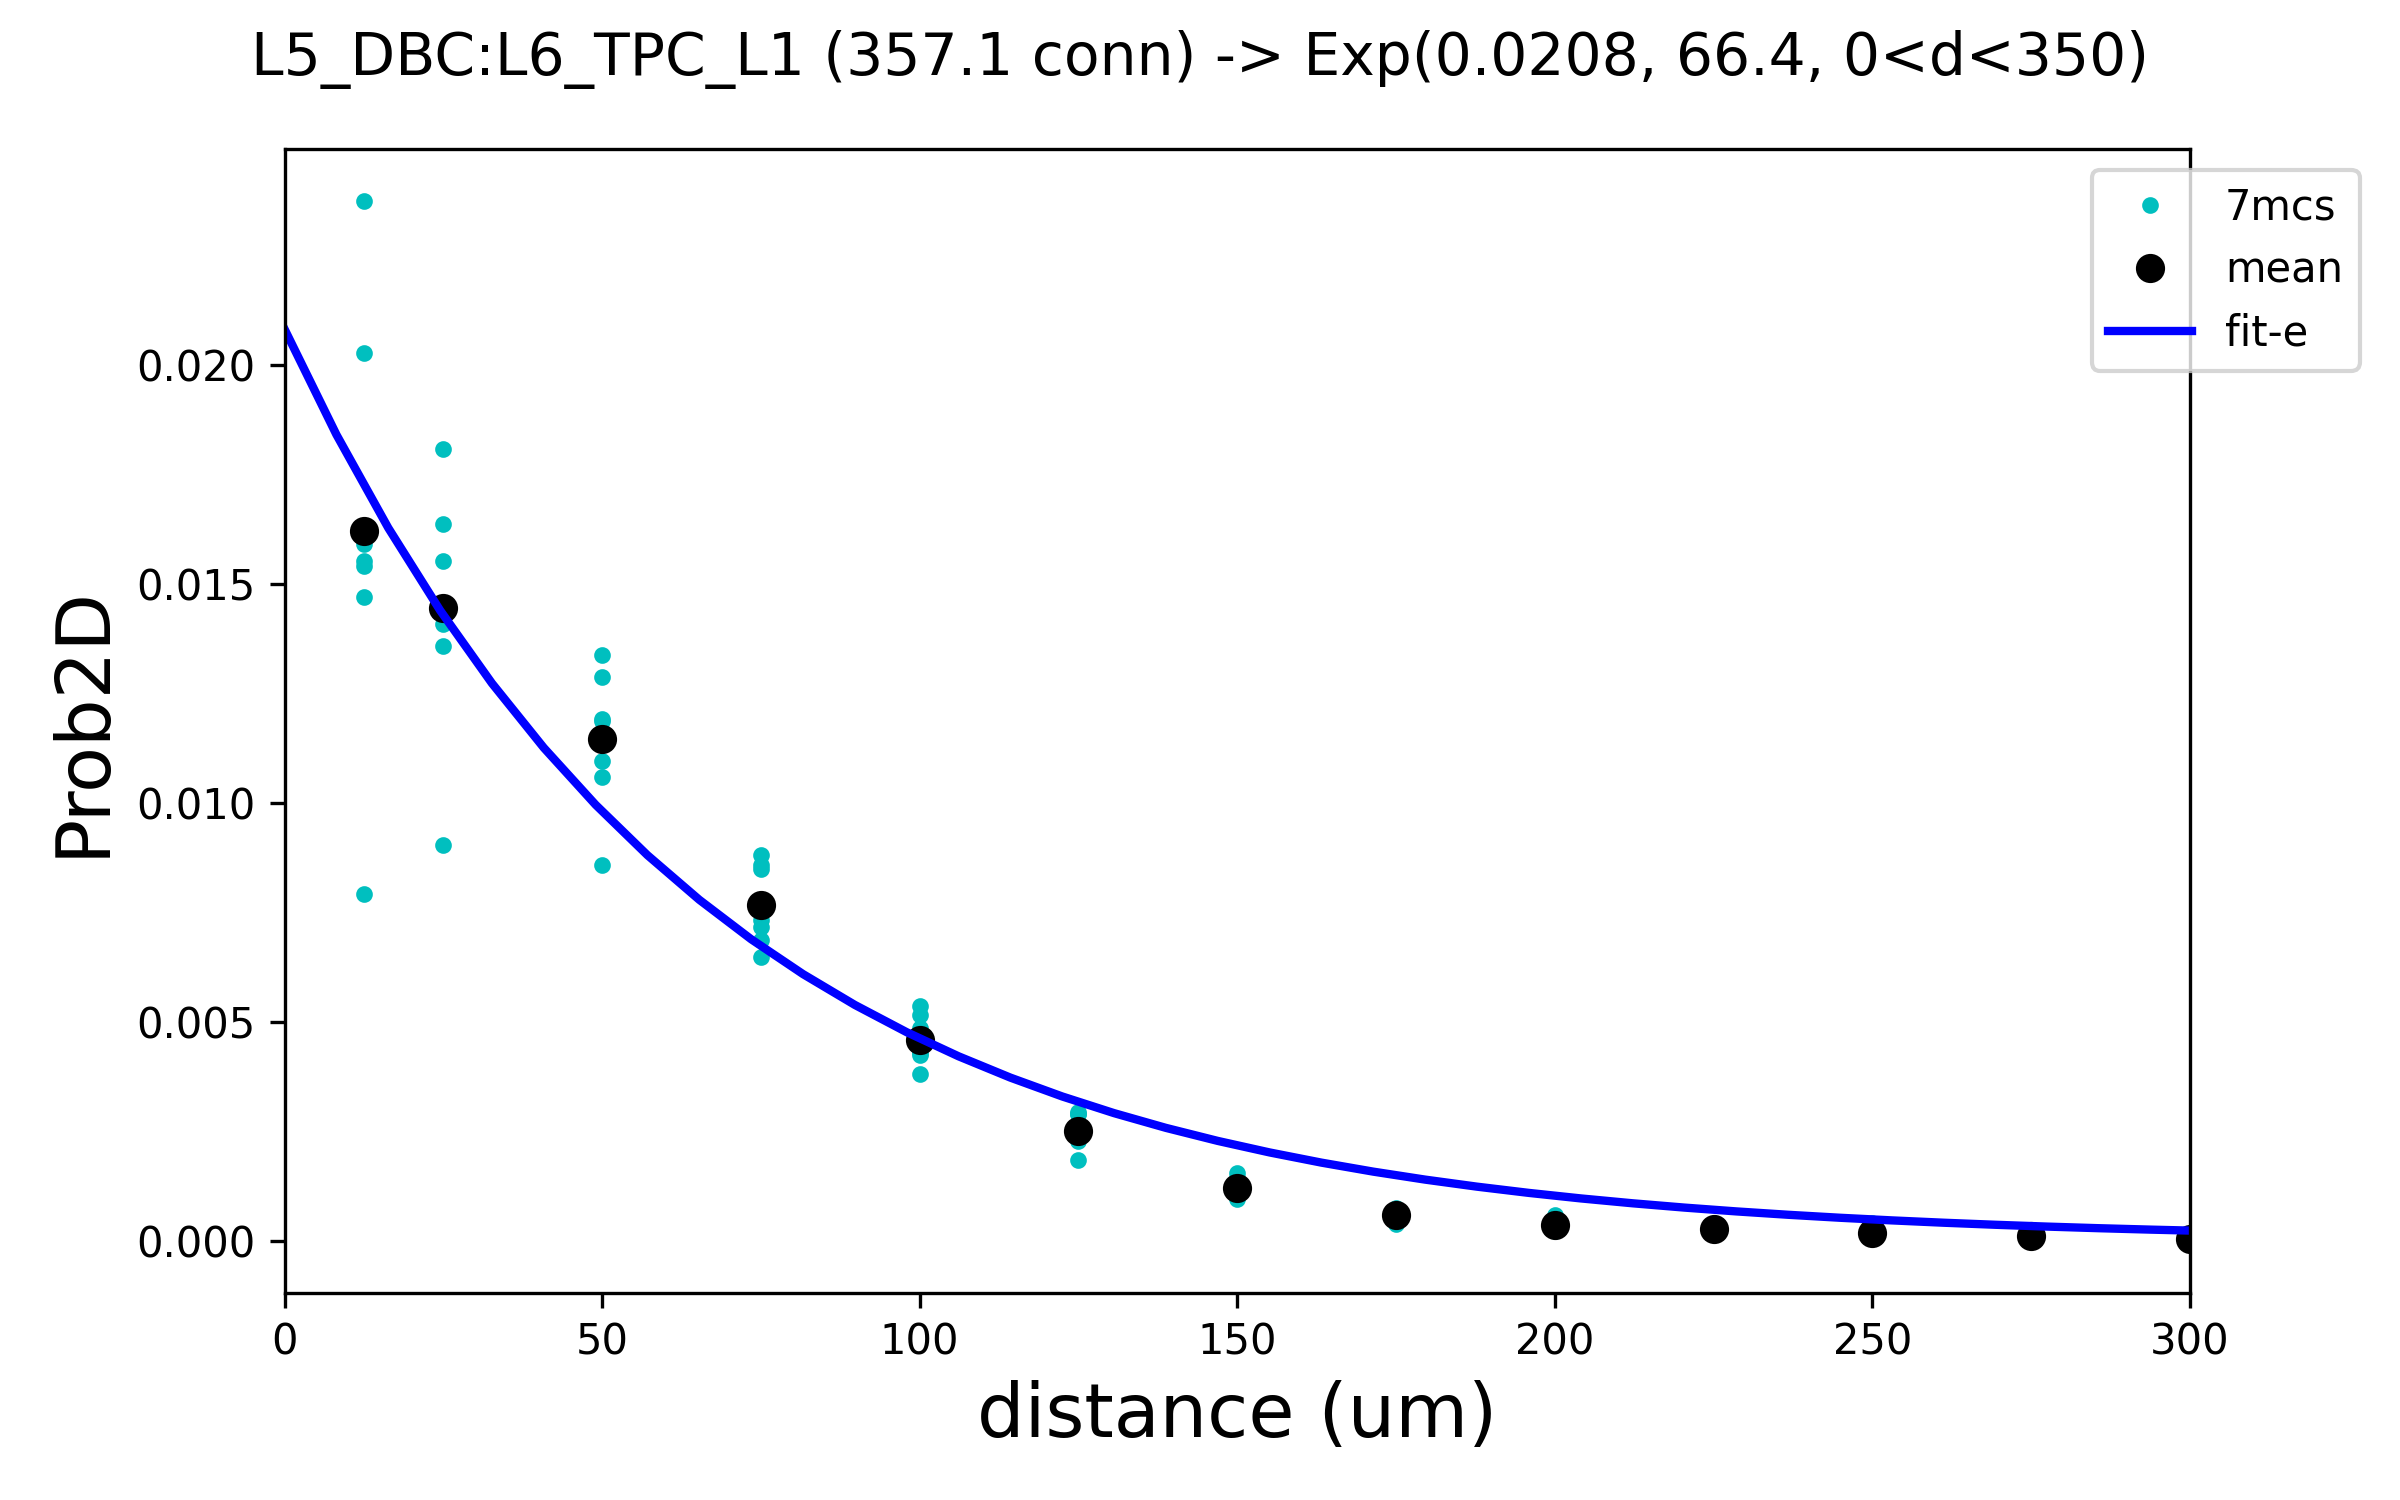 L5_DBC:L6_TPC_L1 (357.1 conn) -> Exp(0.0208, 66.4, 0<d<350)
7mcs
mean
fit-e
0.020
0.015
0.010
0.005
0.000
Prob2D
0 50 100 150 200 250 300
distance (um)